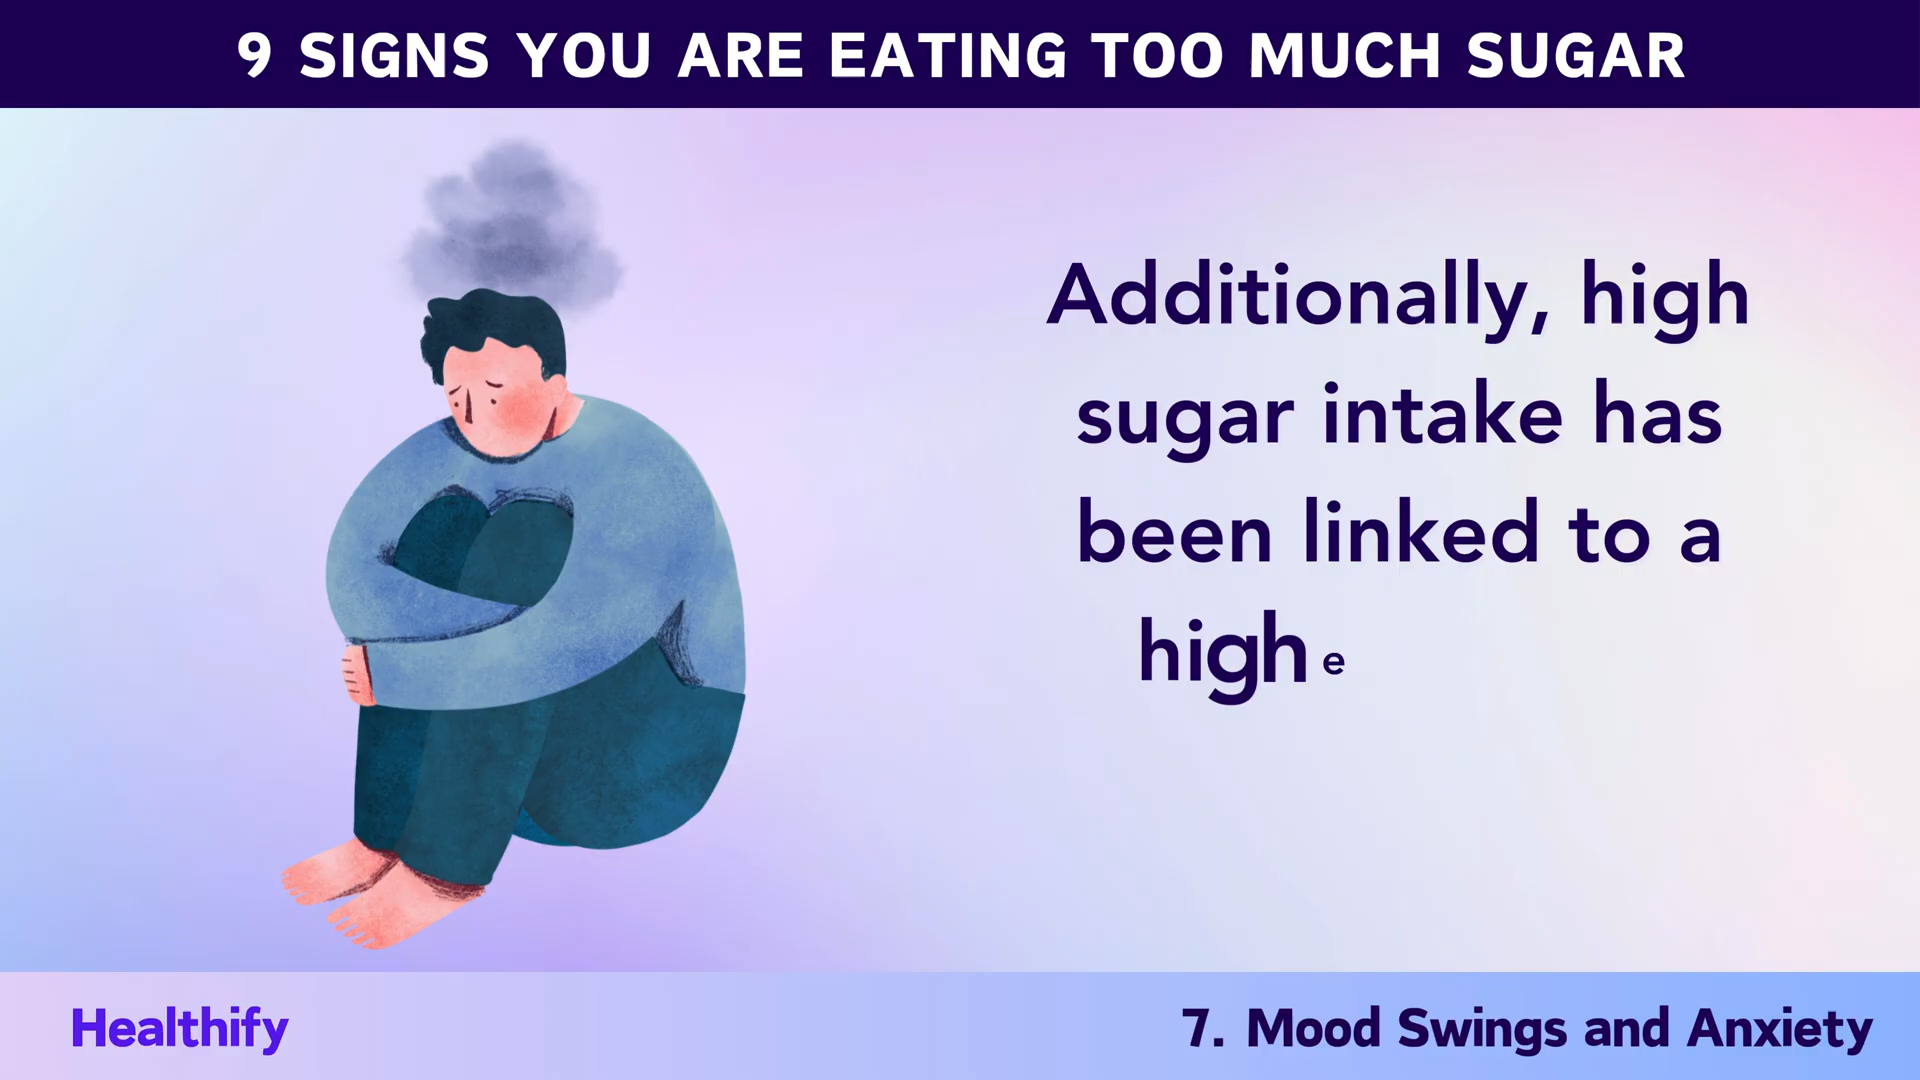 9 SIGNS YOU ARE EATING TOO MUCH SUGAR
Additionally, high
sugar intake has
been linked to a
highe
Healthify
7. Mood Swings and Anxiety